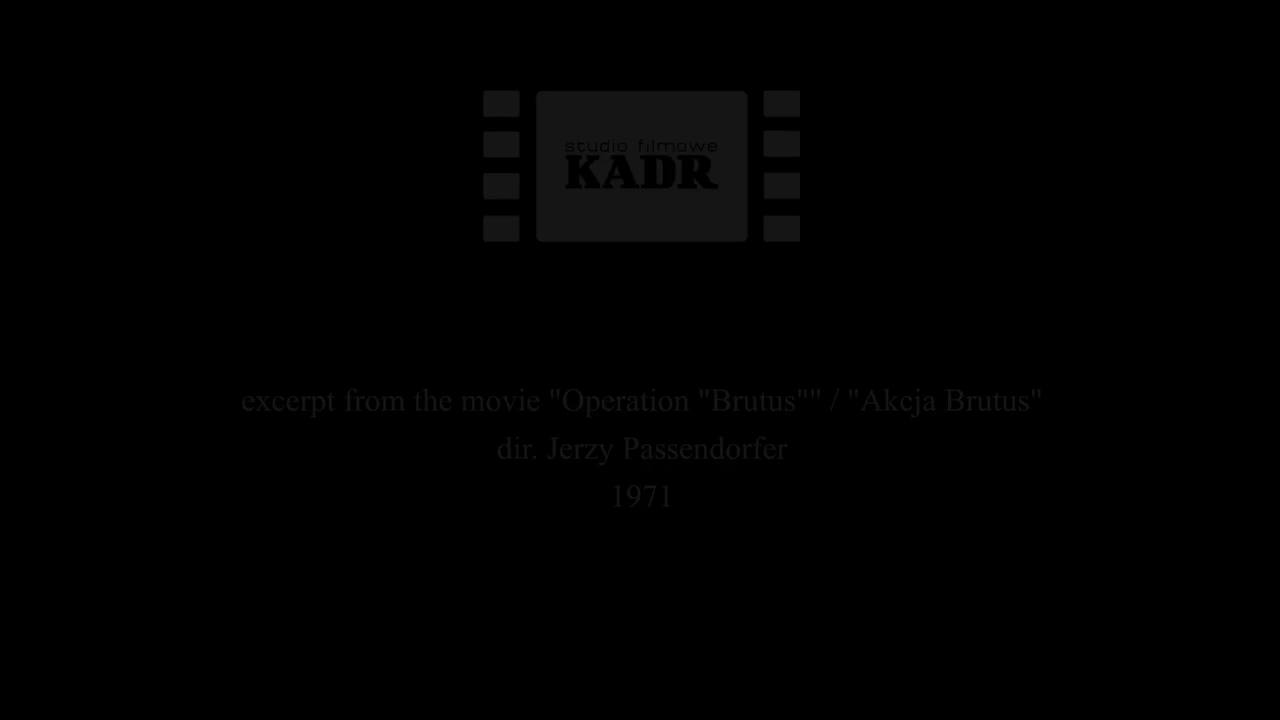 studio filmowe
KADR
excerpt from the movie "Operation "Brutus"" / "Akcja Brutus"
dir. Jerzy Passendorfer
1971